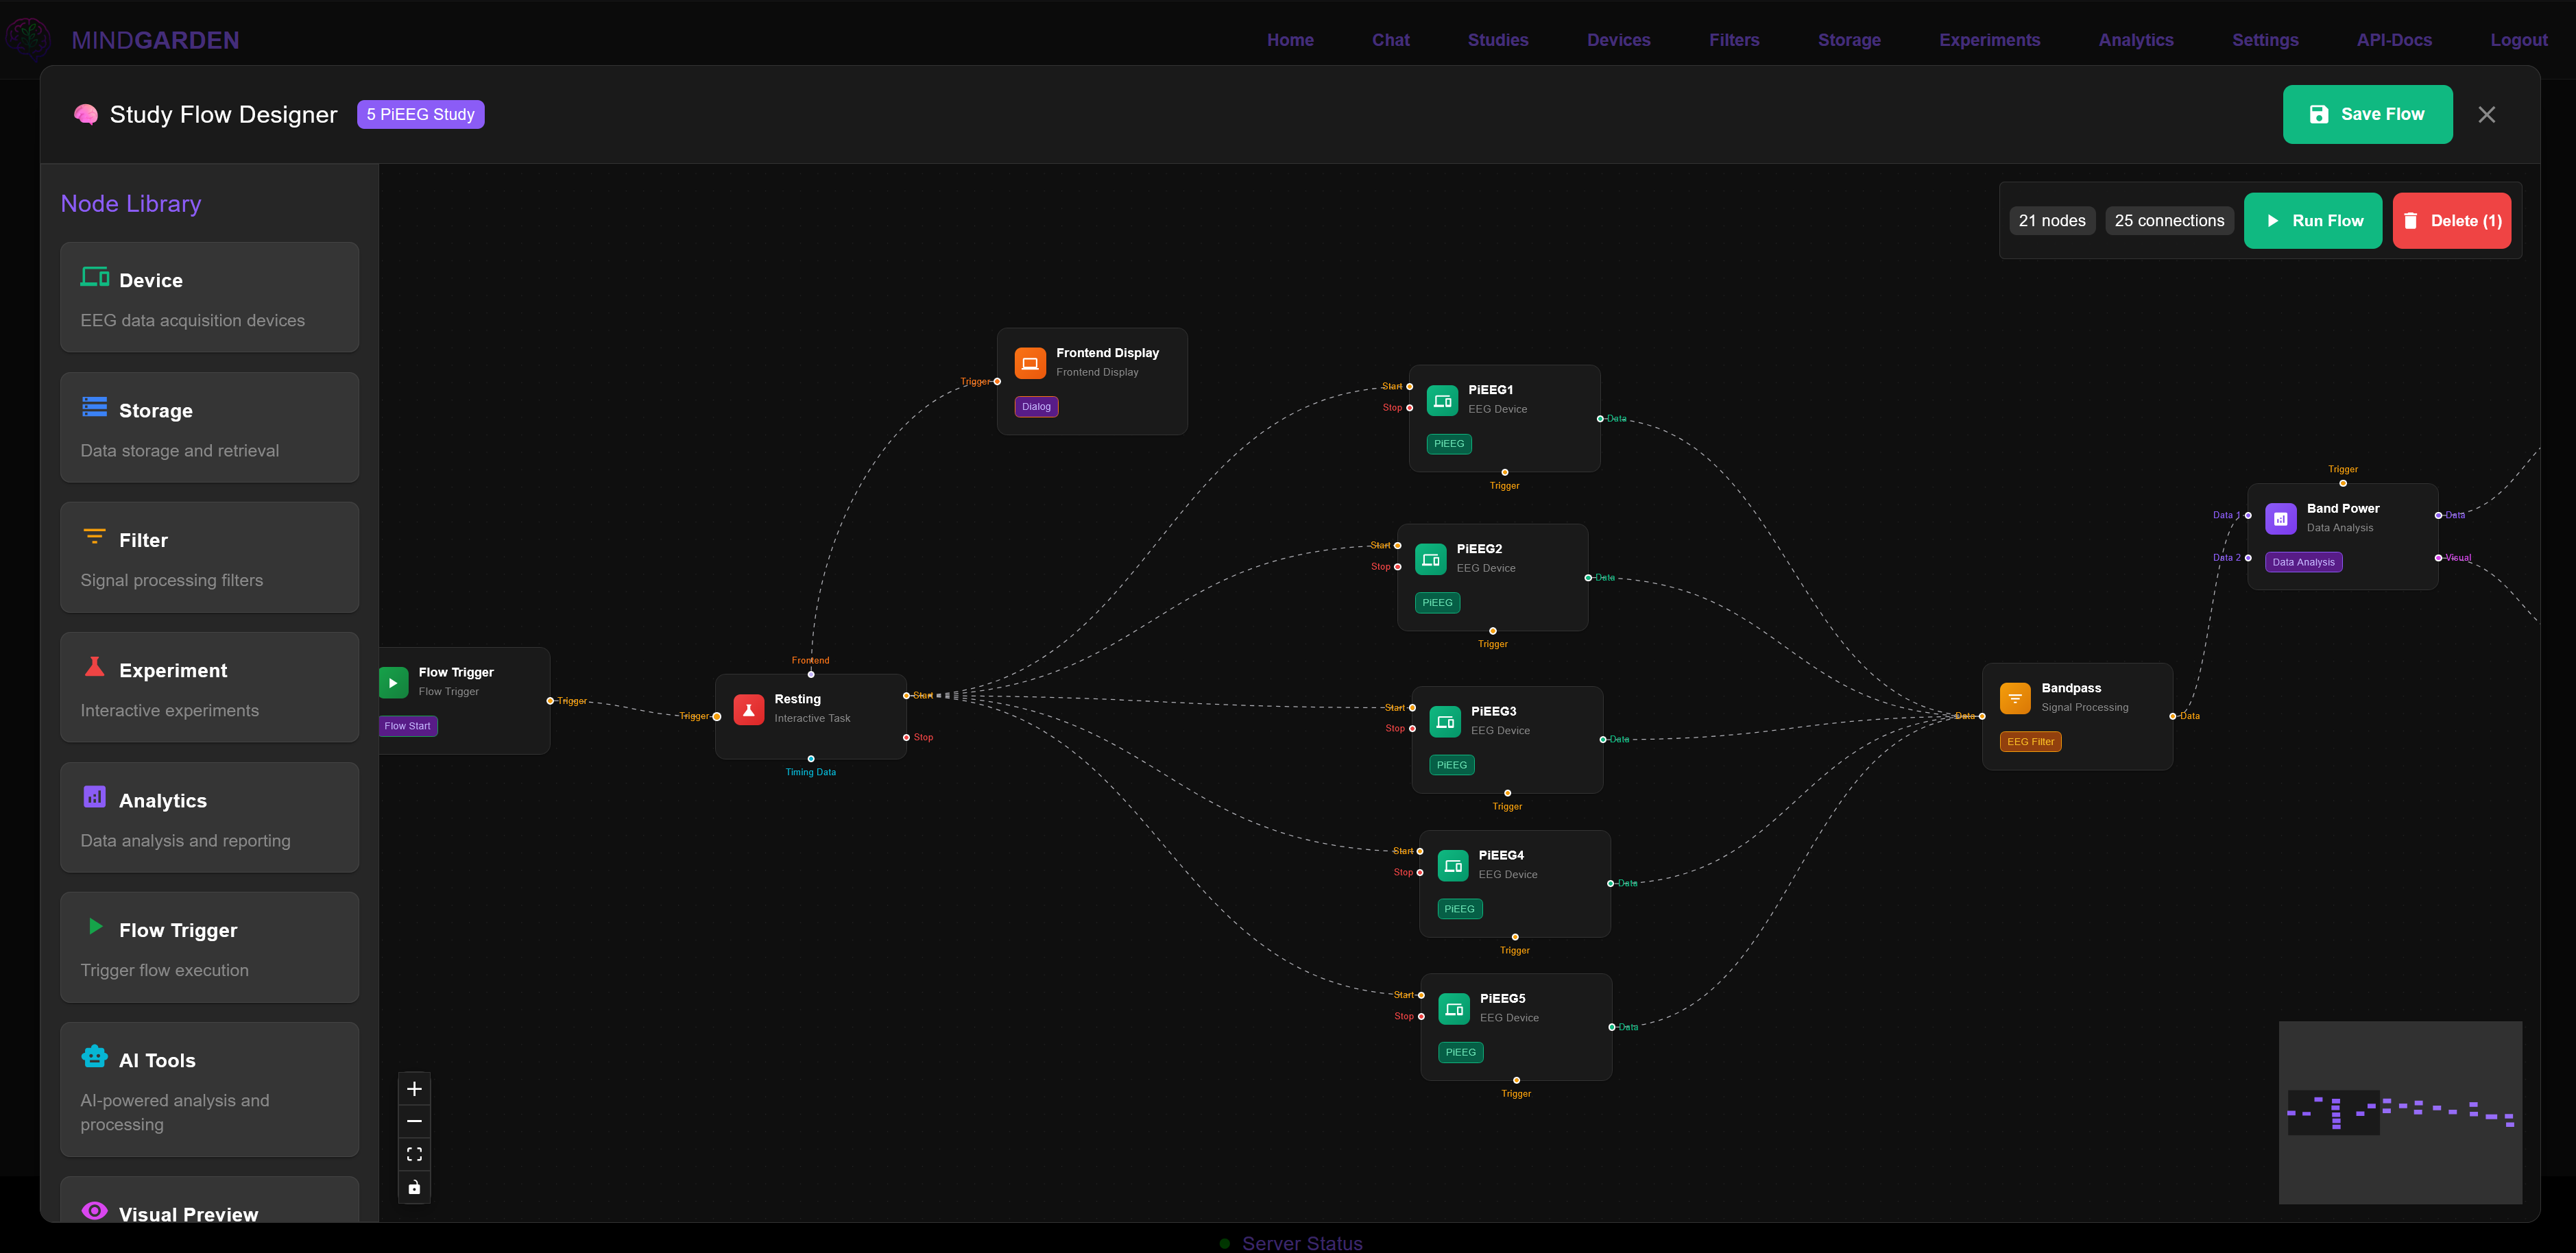 MINDGARDEN
Home
Chat
Studies
Devices
Filters
Storage
Experiments
Analytics
Settings
API-Docs
Logout
Study Flow Designer
5 PiEEG Study
Save Flow
Node Library
Device
EEG data acquisition devices
Storage
Data storage and retrieval
Filter
Signal processing filters
Experiment
Interactive experiments
Analytics
Data analysis and reporting
Flow Trigger
Trigger flow execution
AI Tools
AI-powered analysis and
processing
Visual Preview
21 nodes
25 connections
Run Flow
Delete (1)
Flow Trigger
Flow Trigger
Flow Start
Trigger
Frontend
Trigger
Resting
Interactive Task
Start
Stop
Timing Data
Trigger
Frontend Display
Frontend Display
Dialog
Start
Stop
PiEEG1
EEG Device
PiEEG
Data
Trigger
Start
Stop
PiEEG2
EEG Device
PiEEG
Data
Trigger
Start
Stop
PiEEG3
EEG Device
PiEEG
Data
Trigger
Start
Stop
PiEEG4
EEG Device
PiEEG
Data
Trigger
Start
Stop
PiEEG5
EEG Device
PiEEG
Data
Trigger
Data
Bandpass
Signal Processing
EEG Filter
Data
Trigger
Data 1
Data 2
Band Power
Data Analysis
Data Analysis
Data
Visual
Server Status